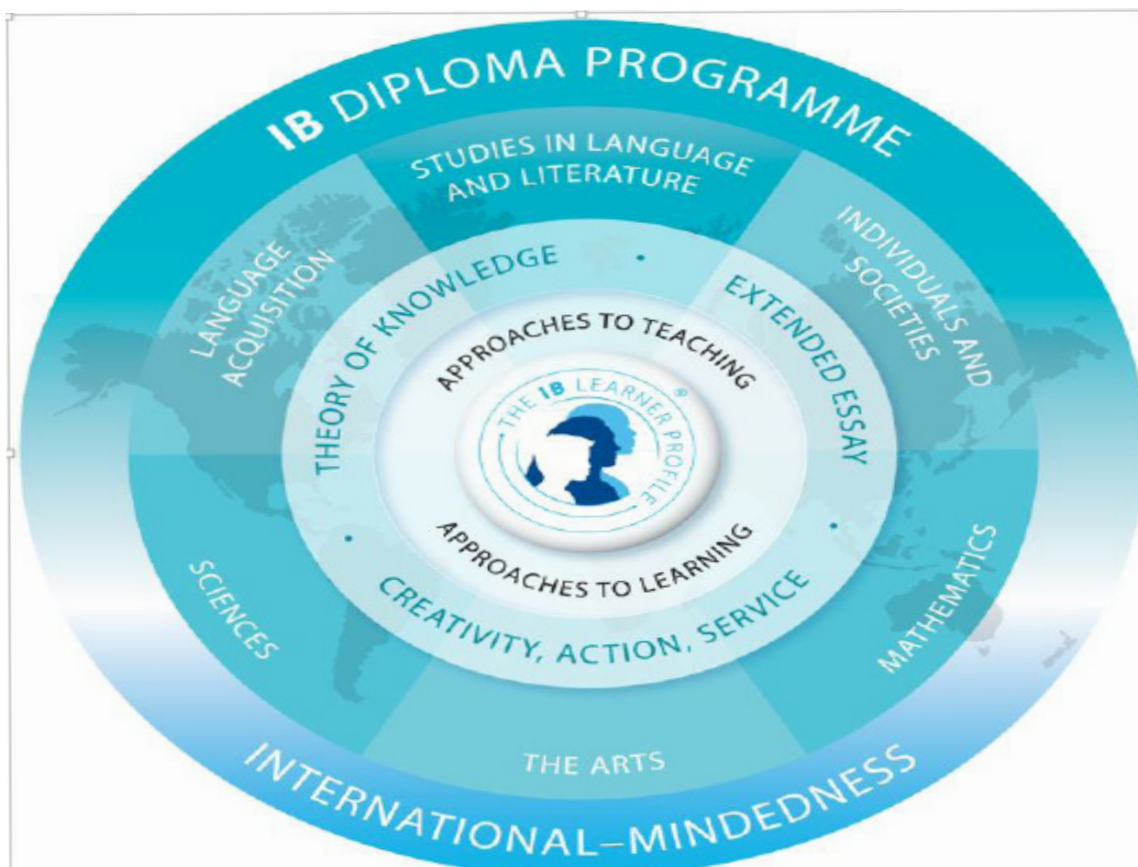 IB DIPLOMA PROGRAMME
STUDIES IN LANGUAGE
AND LITERATURE
LANGUAGE
ACQUISITION
INDIVIDUALS AND
SOCIETIES
THEORY OF KNOWLEDGE
EXTENDED ESSAY
APPROACHES TO TEACHING
THE IB LEARNER PROFILE
®
APPROACHES TO LEARNING
CREATIVITY, ACTION, SERVICE
SCIENCES
MATHEMATICS
THE ARTS
INTERNATIONAL–MINDEDNESS